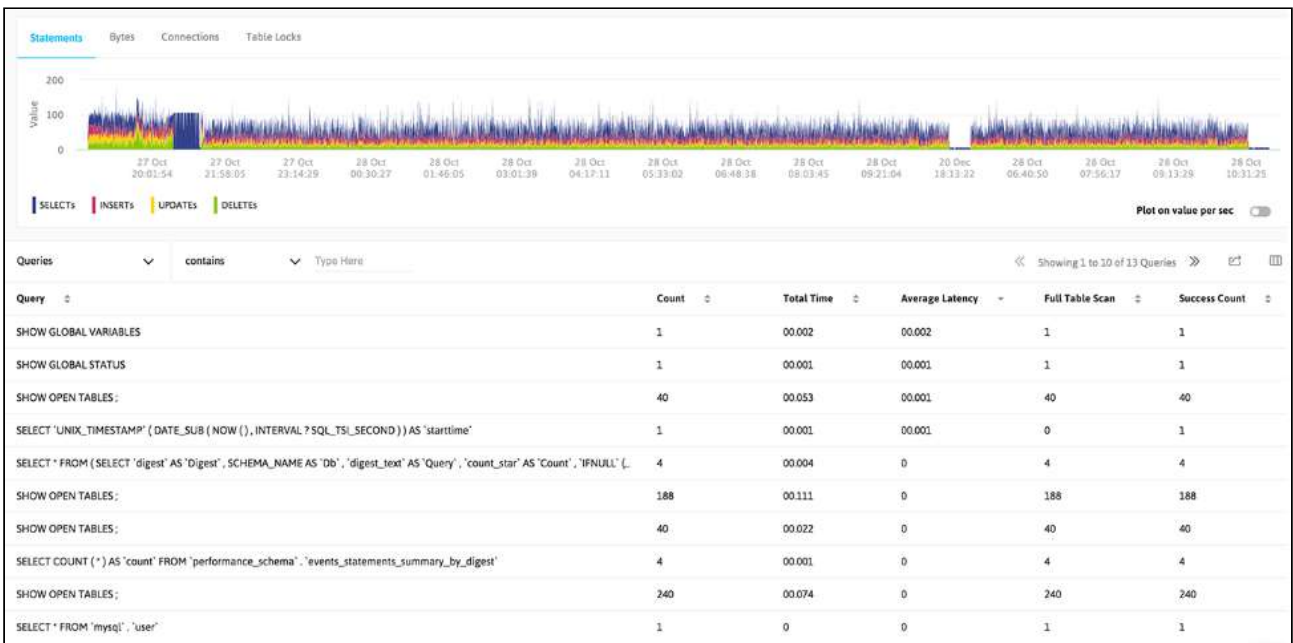 Statements Bytes Connections Table Locks
200
Value
100
0
27 Oct 27 Oct 27 Oct 28 Oct 28 Oct 28 Oct 28 Oct 28 Oct 28 Oct 28 Oct 28 Oct 20 Dec 28 Oct 28 Oct 28 Oct 28 Oct
20:01:54 21:58:05 23:14:29 00:30:27 01:46:05 03:01:39 04:17:11 05:33:02 06:48:38 08:03:45 09:21:04 18:13:22 06:40:50 07:56:17 09:13:29 10:31:25
SELECTs INSERTs UPDATEs DELETEs
Plot on value per sec
Queries contains Type Here Showing 1 to 10 of 13 Queries
Query Count Total Time Average Latency Full Table Scan Success Count
SHOW GLOBAL VARIABLES 1 00.002 00.002 1 1
SHOW GLOBAL STATUS 1 00.001 00.001 1 1
SHOW OPEN TABLES ; 40 00.053 00.001 40 40
SELECT `UNIX_TIMESTAMP` ( DATE_SUB ( NOW ( ) , INTERVAL ? SQL_TSI_SECOND ) ) AS `starttime` 1 00.001 00.001 0 1
SELECT * FROM ( SELECT `digest` AS `Digest` , SCHEMA_NAME AS `Db` , `digest_text` AS `Query` , `count_star` AS `Count` , `IFNULL` (... 4 00.004 0 4 4
SHOW OPEN TABLES ; 188 00.111 0 188 188
SHOW OPEN TABLES ; 40 00.022 0 40 40
SELECT COUNT ( * ) AS `count` FROM `performance_schema` . `events_statements_summary_by_digest` 4 00.001 0 4 4
SHOW OPEN TABLES ; 240 00.074 0 240 240
SELECT * FROM `mysql` . `user` 1 0 0 1 1